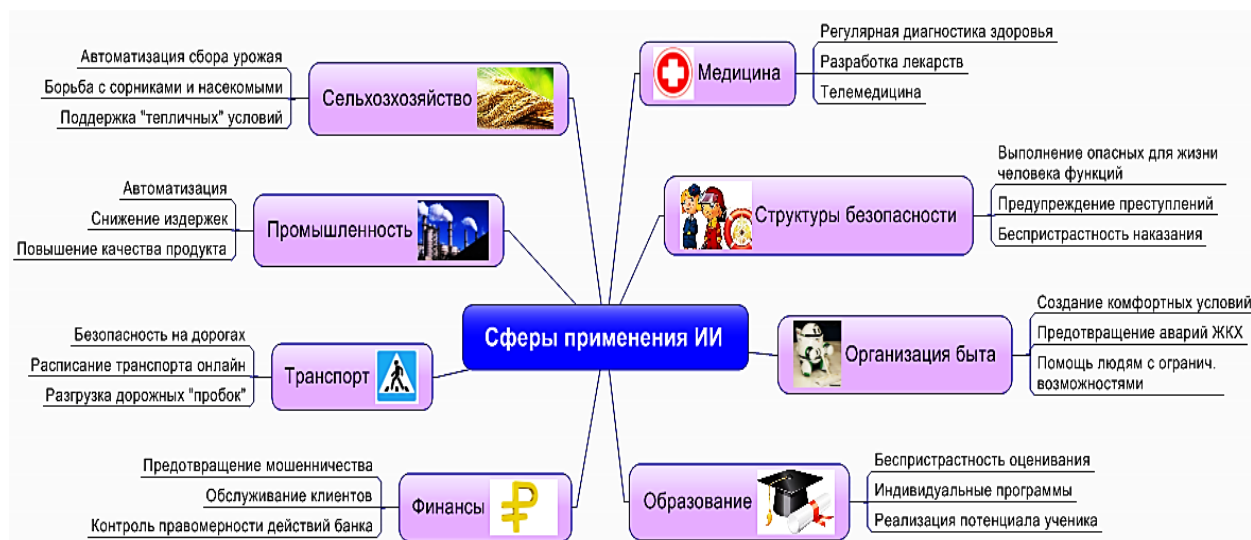 Сферы применения ИИ
Сельхозхозяйство
Автоматизация сбора урожая
Борьба с сорниками и насекомыми
Поддержка "тепличных" условий
Промышленность
Автоматизация
Снижение издержек
Повышение качества продукта
Транспорт
Безопасность на дорогах
Расписание транспорта онлайн
Разгрузка дорожных "пробок"
Финансы
Предотвращение мошенничества
Обслуживание клиентов
Контроль правомерности действий банка
Медицина
Регулярная диагностика здоровья
Разработка лекарств
Телемедицина
Структуры безопасности
Выполнение опасных для жизни
человека функций
Предупреждение преступлений
Беспристрастность наказания
Организация быта
Создание комфортных условий
Предотвращение аварий ЖКХ
Помощь людям с огранич.
возможностями
Образование
Беспристрастность оценивания
Индивидуальные программы
Реализация потенциала ученика